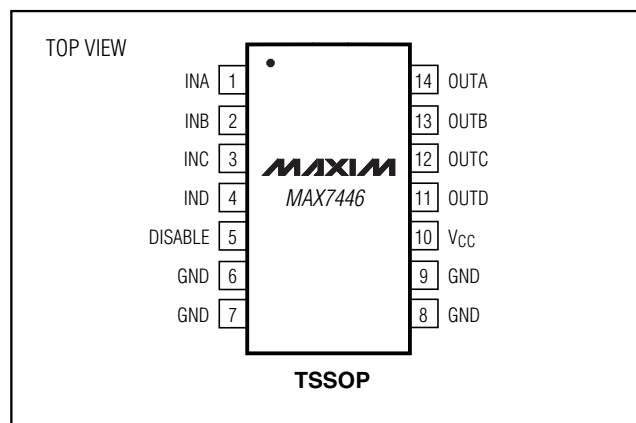 TOP VIEW
INA 1
INB 2
INC 3
IND 4
DISABLE 5
GND 6
GND 7
MAXIM
MAX7446
14 OUTA
13 OUTB
12 OUTC
11 OUTD
10 VCC
9 GND
8 GND
TSSOP